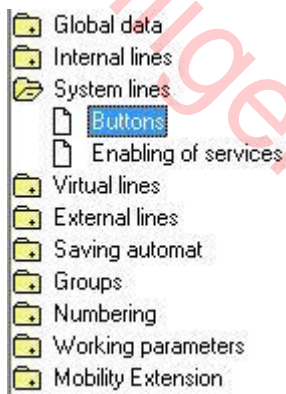 Global data
Internal lines
System lines
Buttons
Enabling of services
Virtual lines
External lines
Saving automat
Groups
Numbering
Working parameters
Mobility Extension